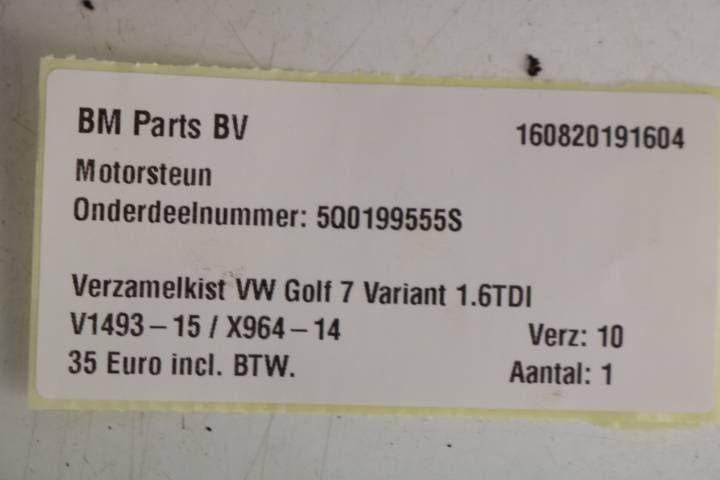 BM Parts BV
160820191604
Motorsteun
Onderdeelnummer: 5Q0199555S
Verzamelkist VW Golf 7 Variant 1.6TDI
V1493-15 / X964-14
Verz: 10
35 Euro incl. BTW.
Aantal: 1